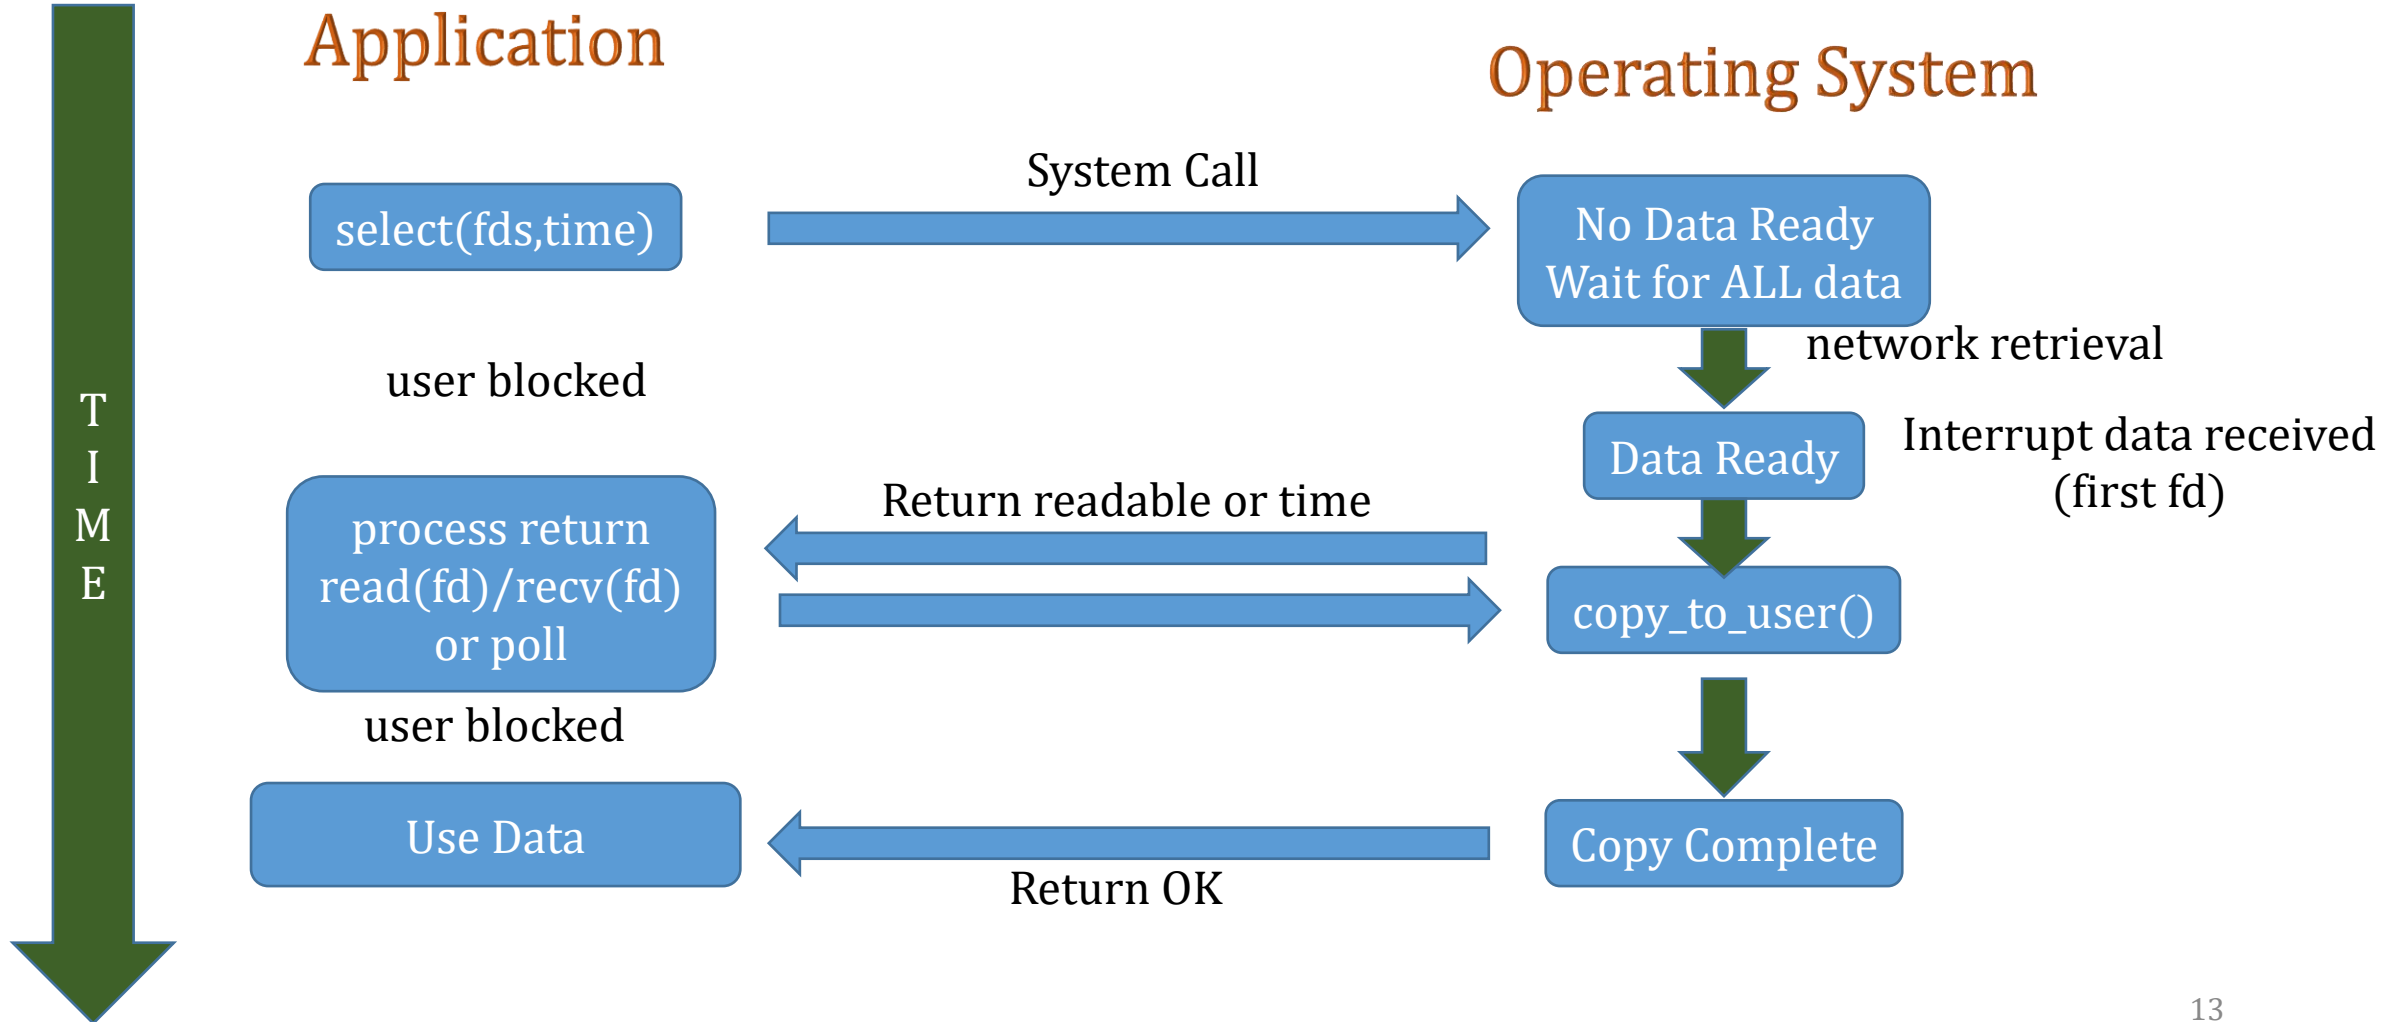 Application
Operating System
System Call
select(fds,time)
No Data Ready
Wait for ALL data
network retrieval
user blocked
T
I
M
E
Data Ready
Interrupt data received
(first fd)
Return readable or time
process return
read(fd)/recv(fd)
or poll
copy_to_user()
user blocked
Use Data
Copy Complete
Return OK
13